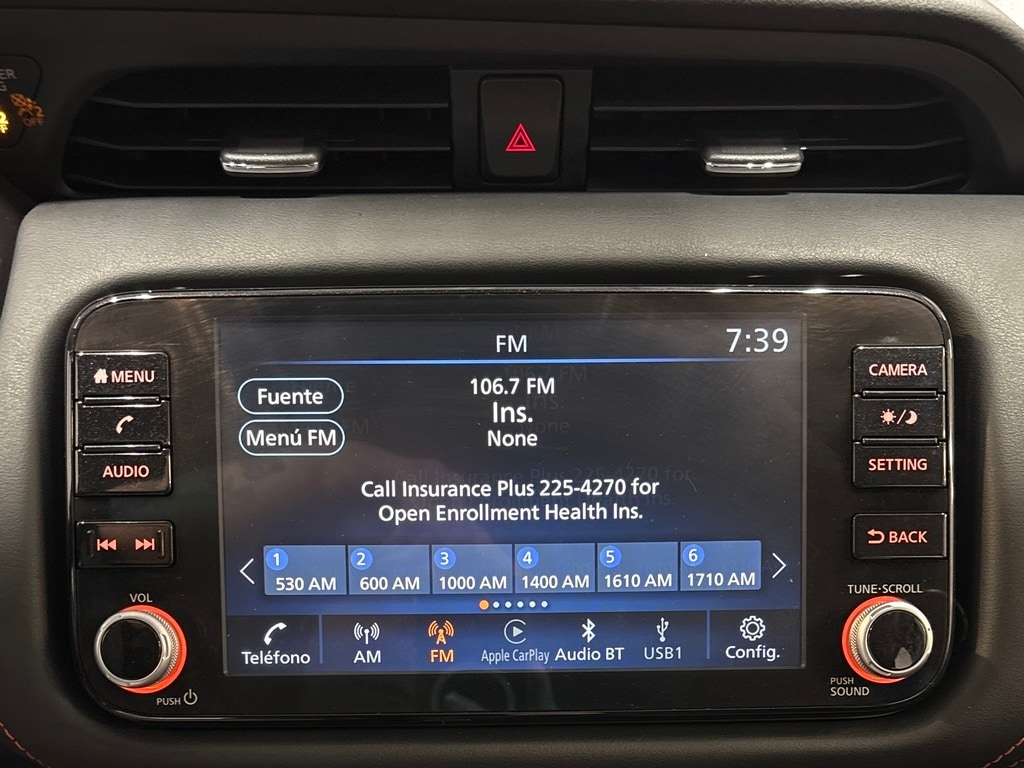 ER
G
OFF
FM
7:39
MENU
CAMERA
Fuente
106.7 FM
Ins.
Menú FM
None
AUDIO
SETTING
Call Insurance Plus 225-4270 for
Open Enrollment Health Ins.
BACK
1 2 3 4 5 6
530 AM 600 AM 1000 AM 1400 AM 1610 AM 1710 AM
VOL
TUNE·SCROLL
Teléfono AM FM Apple CarPlay Audio BT USB1 Config.
PUSH
PUSH
SOUND